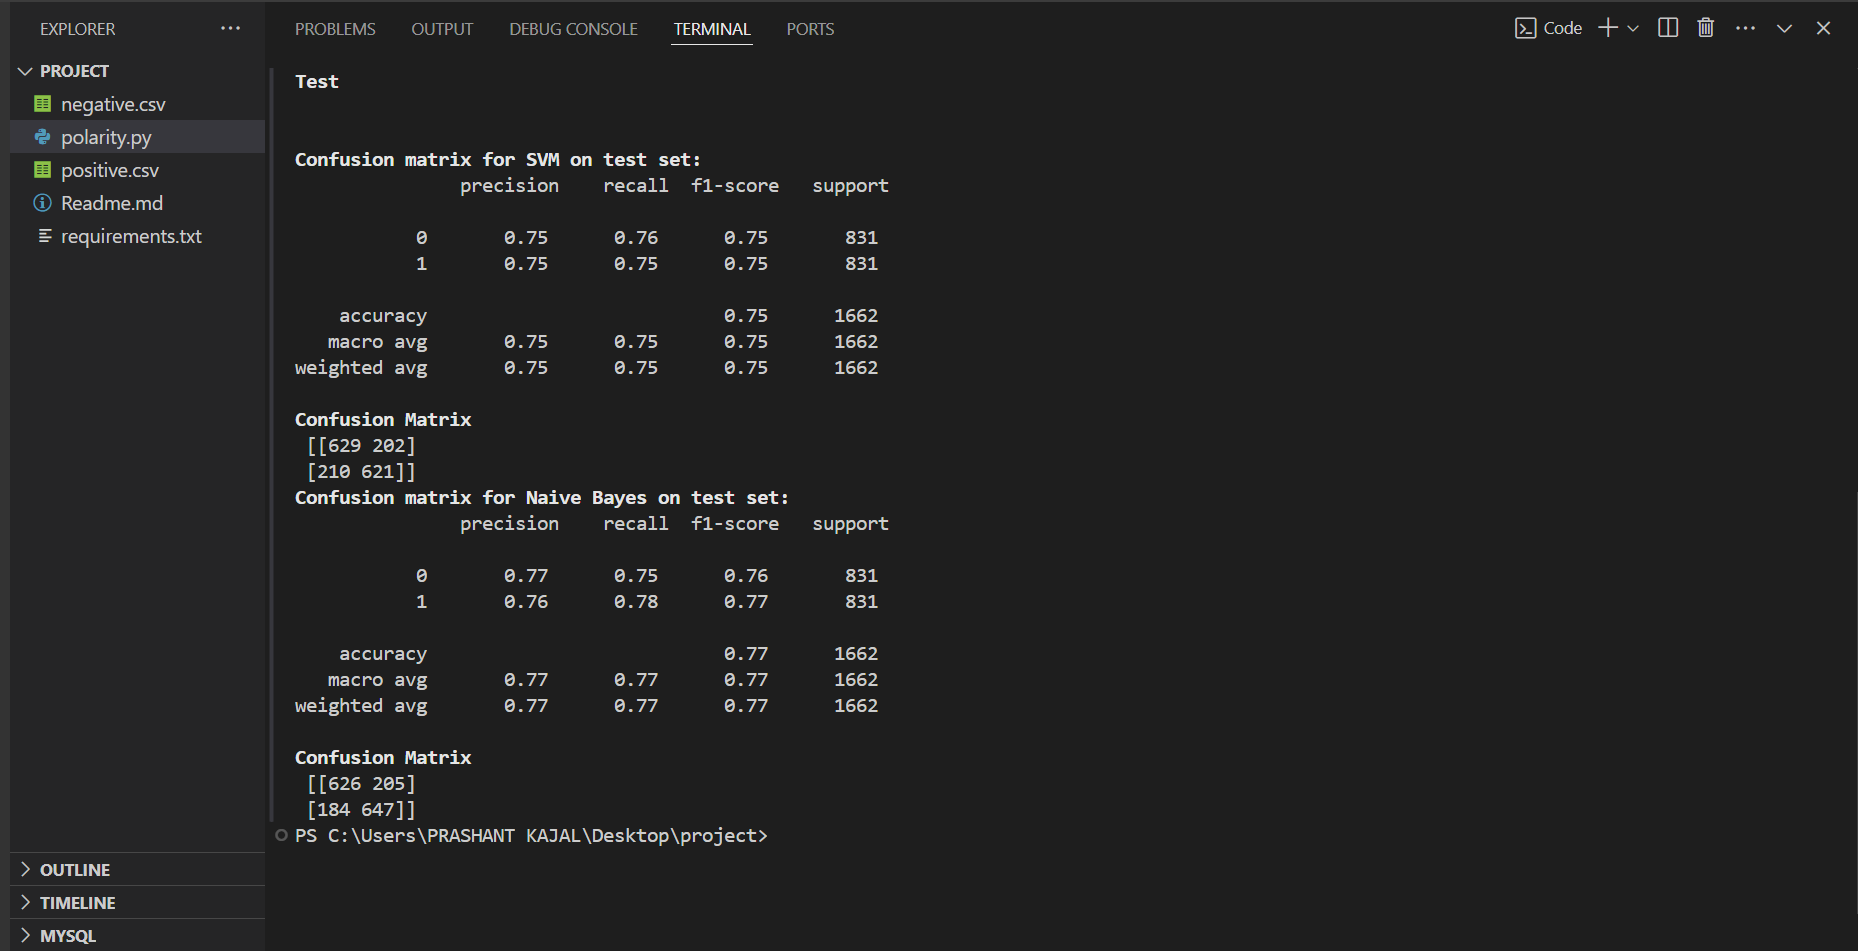 EXPLORER
PROJECT
negative.csv
polarity.py
positive.csv
Readme.md
requirements.txt
OUTLINE
TIMELINE
MYSQL
PROBLEMS OUTPUT DEBUG CONSOLE TERMINAL PORTS Code
Test
Confusion matrix for SVM on test set:
precision recall f1-score support
0 0.75 0.76 0.75 831
1 0.75 0.75 0.75 831
accuracy 0.75 1662
macro avg 0.75 0.75 0.75 1662
weighted avg 0.75 0.75 0.75 1662
Confusion Matrix
[[629 202]
[210 621]]
Confusion matrix for Naive Bayes on test set:
precision recall f1-score support
0 0.77 0.75 0.76 831
1 0.76 0.78 0.77 831
accuracy 0.77 1662
macro avg 0.77 0.77 0.77 1662
weighted avg 0.77 0.77 0.77 1662
Confusion Matrix
[[626 205]
[184 647]]
PS C:\Users\PRASHANT KAJAL\Desktop\project>